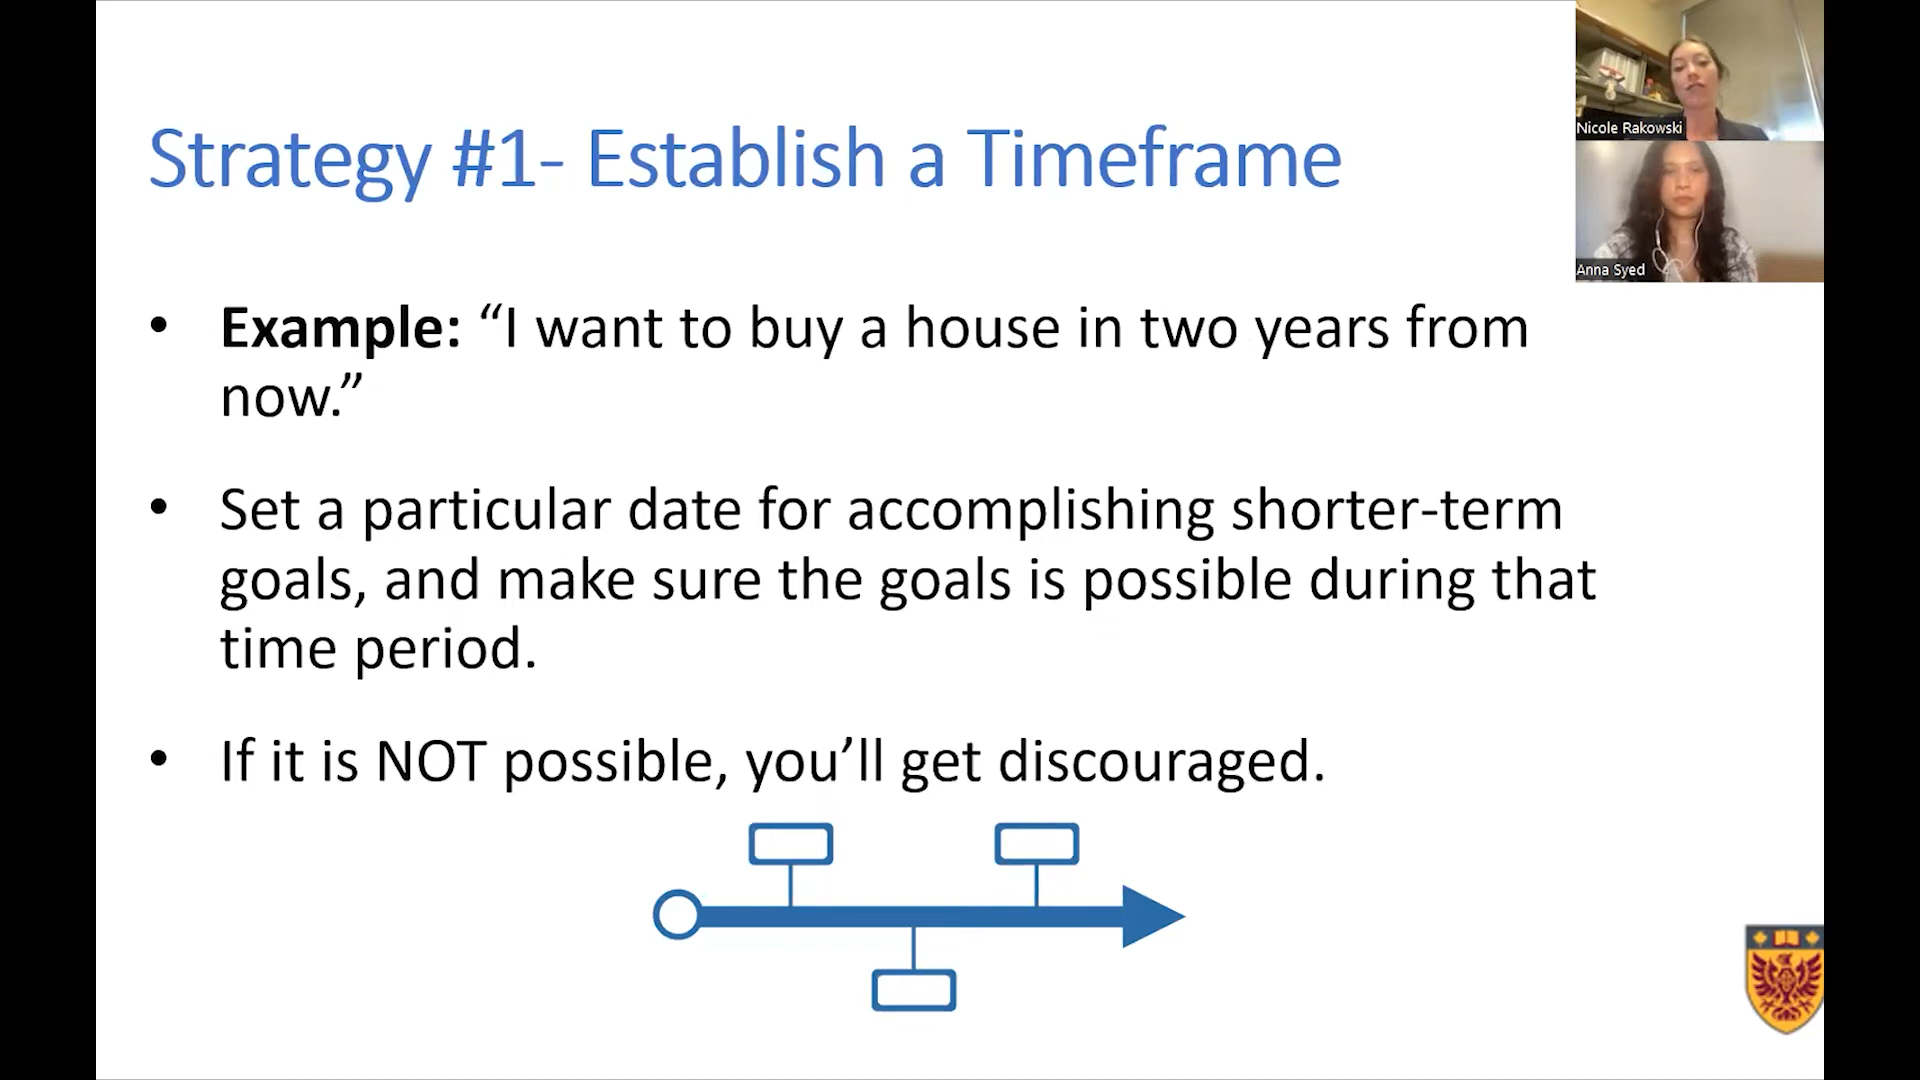 Strategy #1- Establish a Timeframe
Nicole Rakowski
Anna Syed
• Example: “I want to buy a house in two years from
now.”
• Set a particular date for accomplishing shorter-term
goals, and make sure the goals is possible during that
time period.
• If it is NOT possible, you’ll get discouraged.